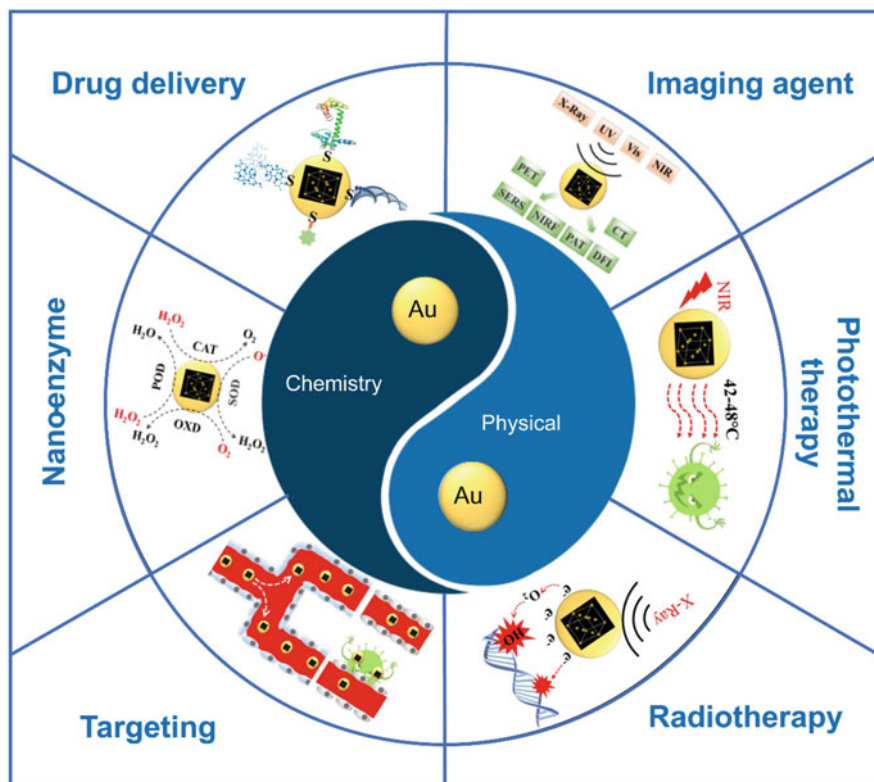 Drug delivery
Imaging agent
S
S
S
S
X-Ray
UV
Vis
NIR
PET
SERS
NIRF
PAT
DFI
CT
Nanoenzyme
H₂O₂
H₂O
O₂
O⁻
CAT
POD
SOD
OXD
H₂O₂
H₂O₂
O₂
H₂O₂
Au
Chemistry
Physical
Au
NIR
42-48°C
Photothermal
therapy
Targeting
Radiotherapy
O₂
e⁻
e⁻
e⁻
e⁻
e⁻
HO
X-Ray